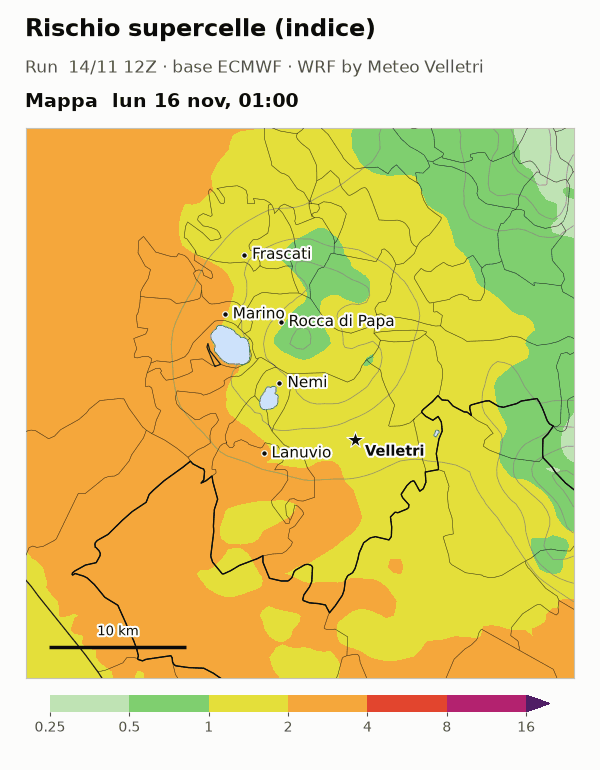 Rischio supercelle (indice)
Run  14/11 12Z · base ECMWF · WRF by Meteo Velletri
Mappa  lun 16 nov, 01:00
Frascati
Marino
Rocca di Papa
Nemi
Velletri
Lanuvio
10 km
0.25 0.5 1 2 4 8 16